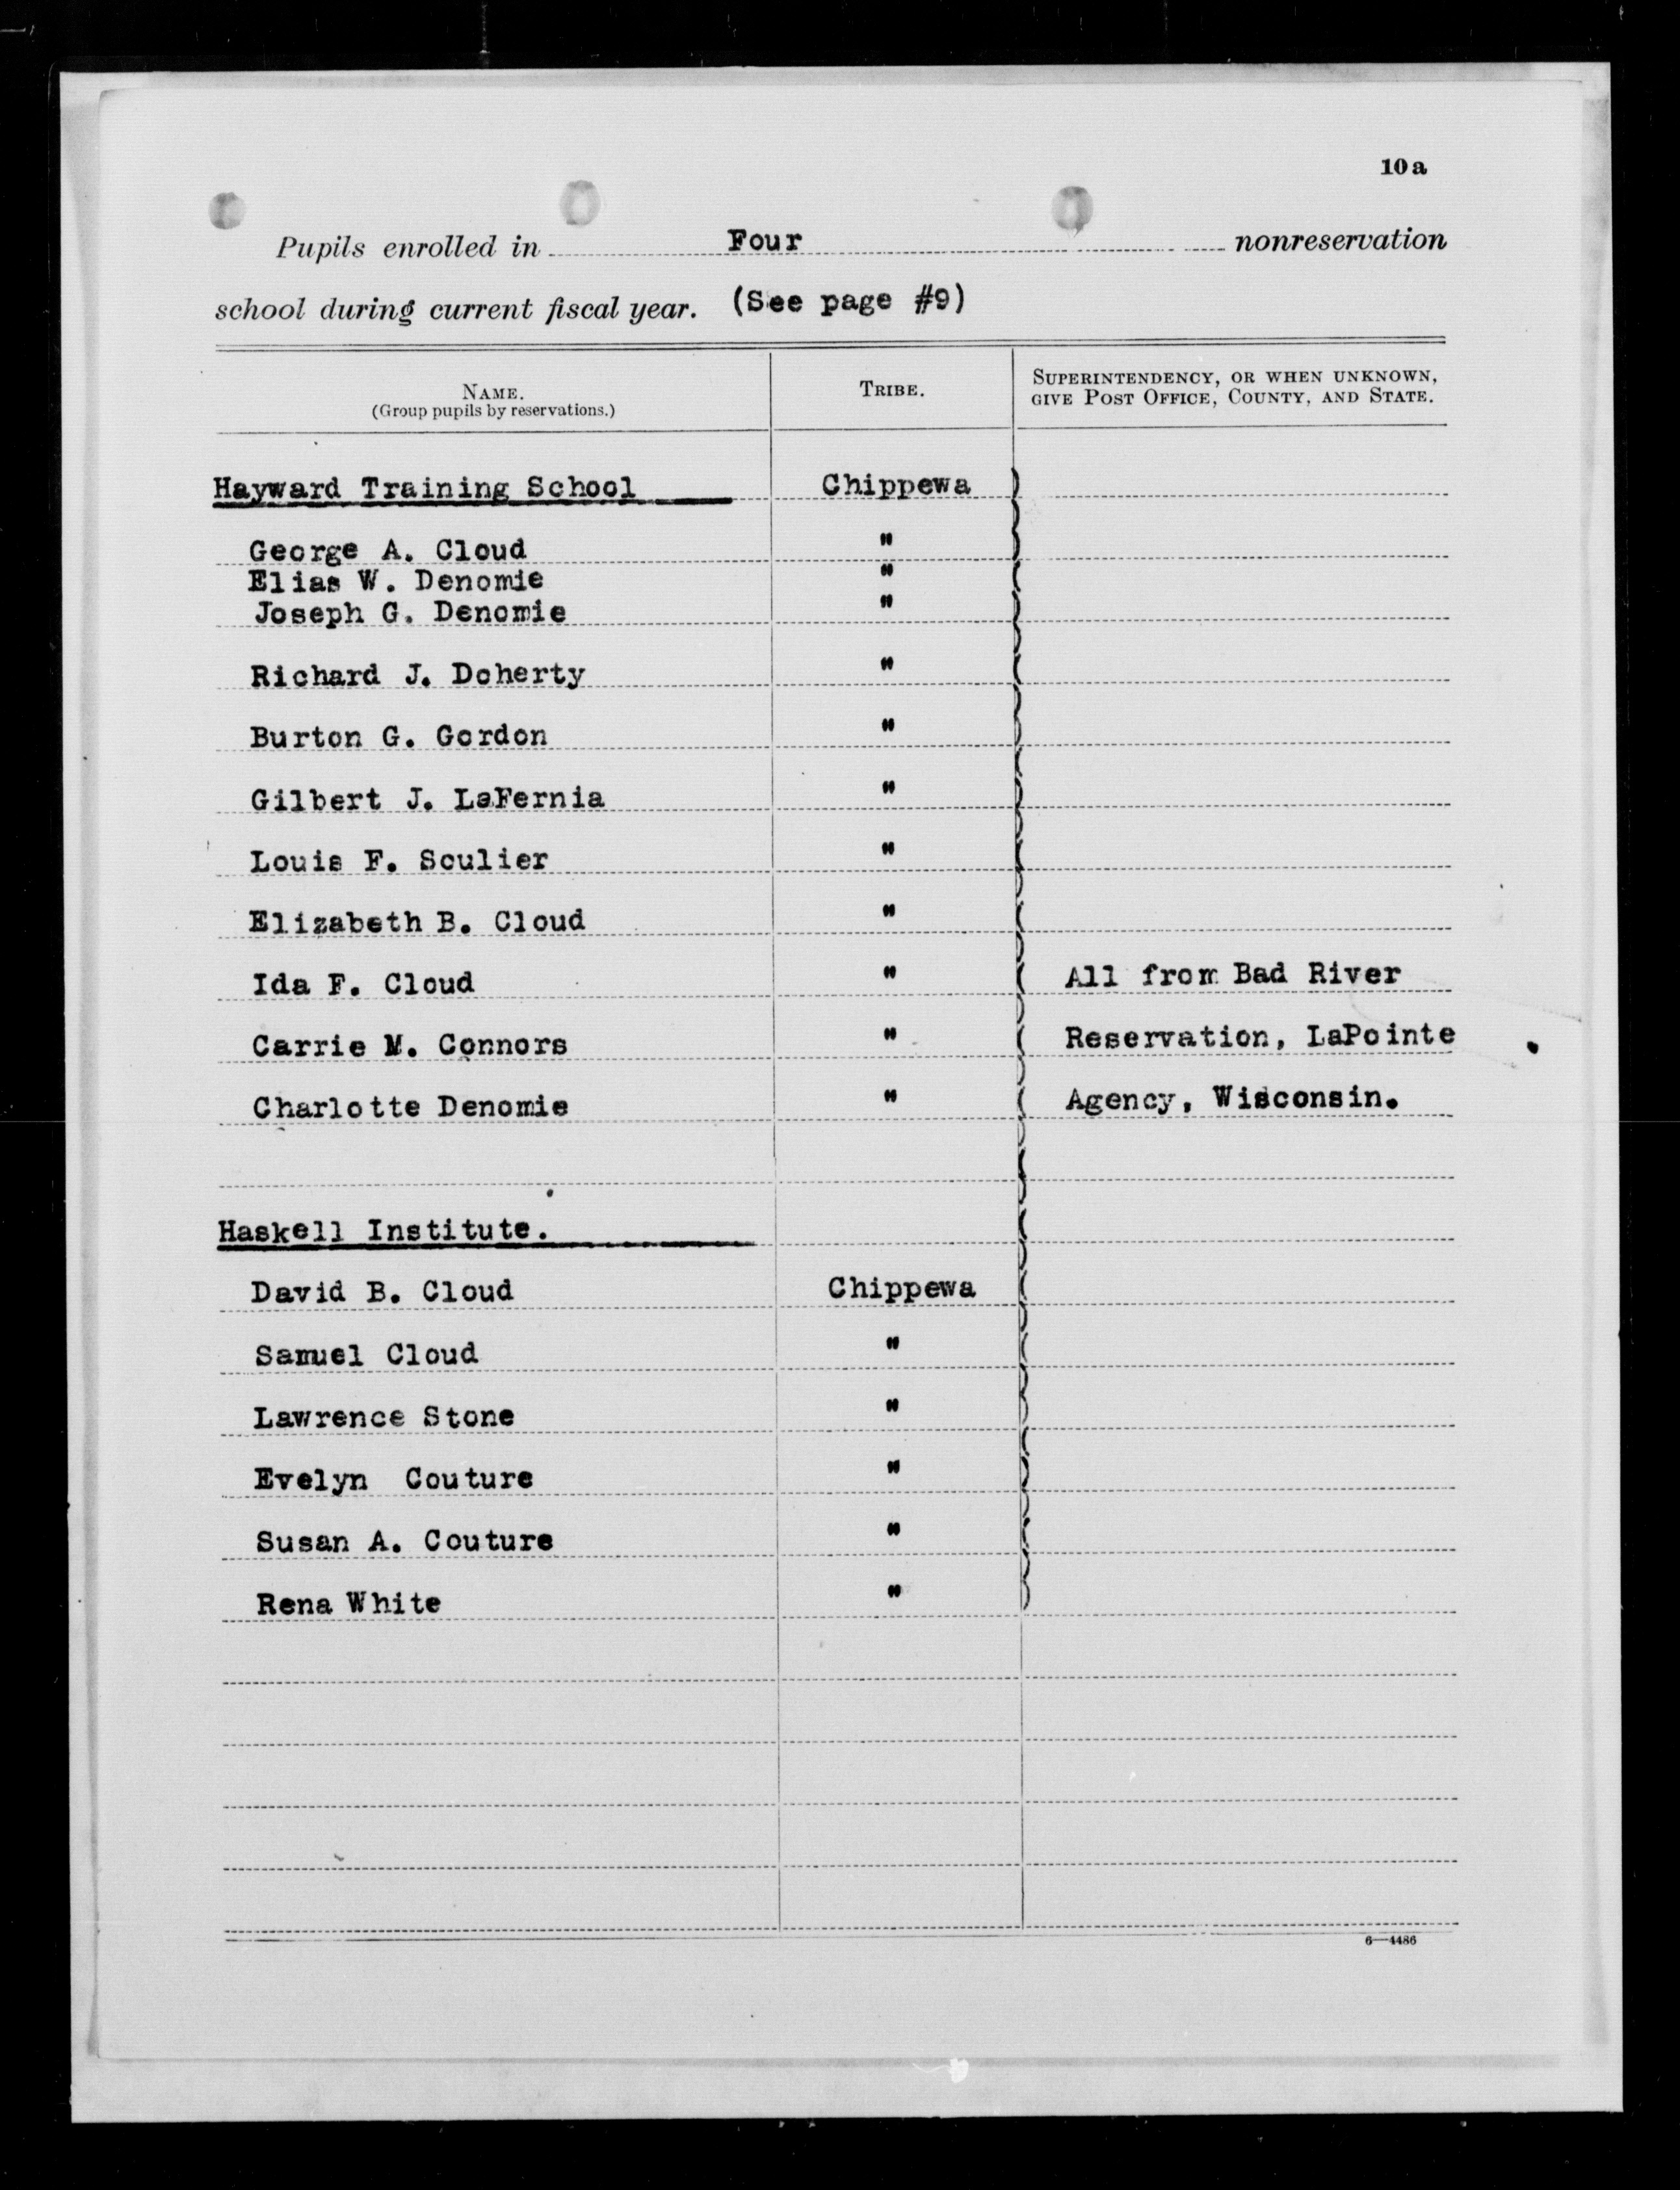 10a
Pupils enrolled in Four nonreservation
school during current fiscal year. (See page #9)
NAME.
(Group pupils by reservations.)
TRIBE.
SUPERINTENDENCY, OR WHEN UNKNOWN,
GIVE POST OFFICE, COUNTY, AND STATE.
Hayward Training School Chippewa
George A. Cloud "
Elias W. Denomie "
Joseph G. Denomie "
Richard J. Doherty "
Burton G. Gordon "
Gilbert J. LaFernia "
Louis F. Soulier "
Elizabeth B. Cloud "
Ida F. Cloud " All from Bad River
Carrie M. Connors " Reservation, LaPointe
Charlotte Denomie " Agency, Wisconsin.
Haskell Institute.
David B. Cloud Chippewa
Samuel Cloud "
Lawrence Stone "
Evelyn Couture "
Susan A. Couture "
Rena White "
6—4486